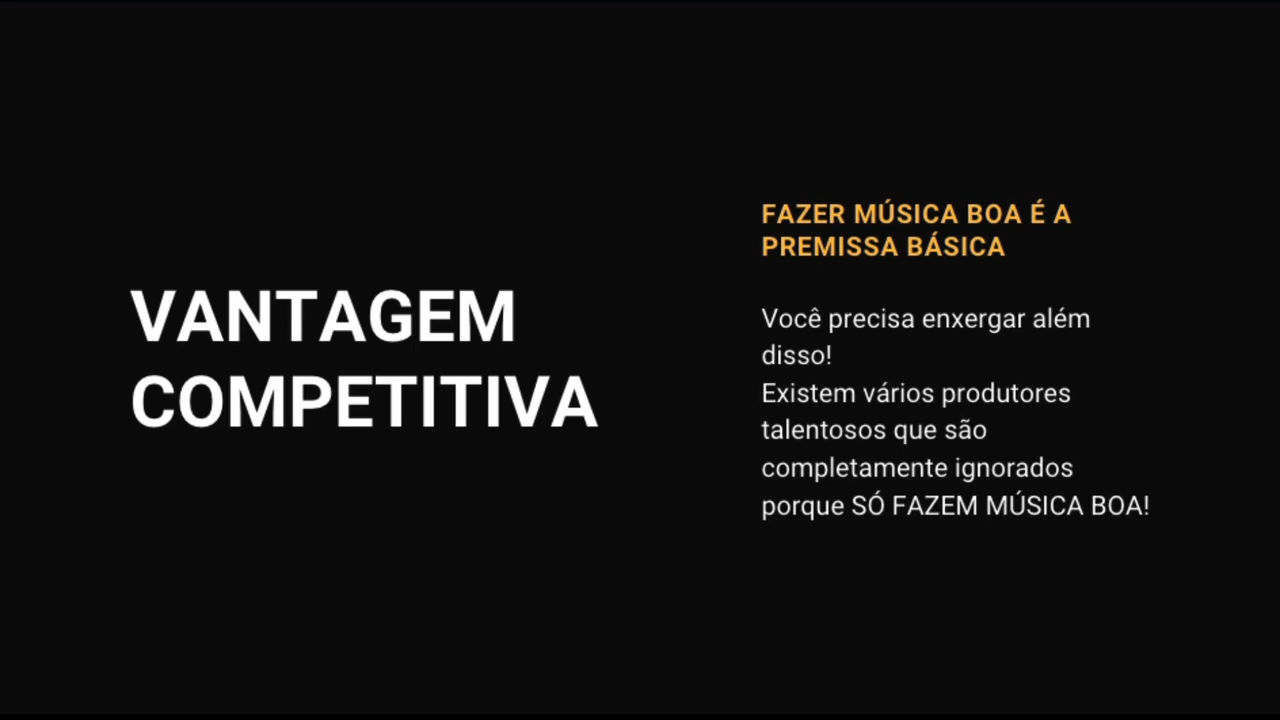 VANTAGEM
COMPETITIVA
FAZER MÚSICA BOA É A
PREMISSA BÁSICA
Você precisa enxergar além
disso!
Existem vários produtores
talentosos que são
completamente ignorados
porque SÓ FAZEM MÚSICA BOA!